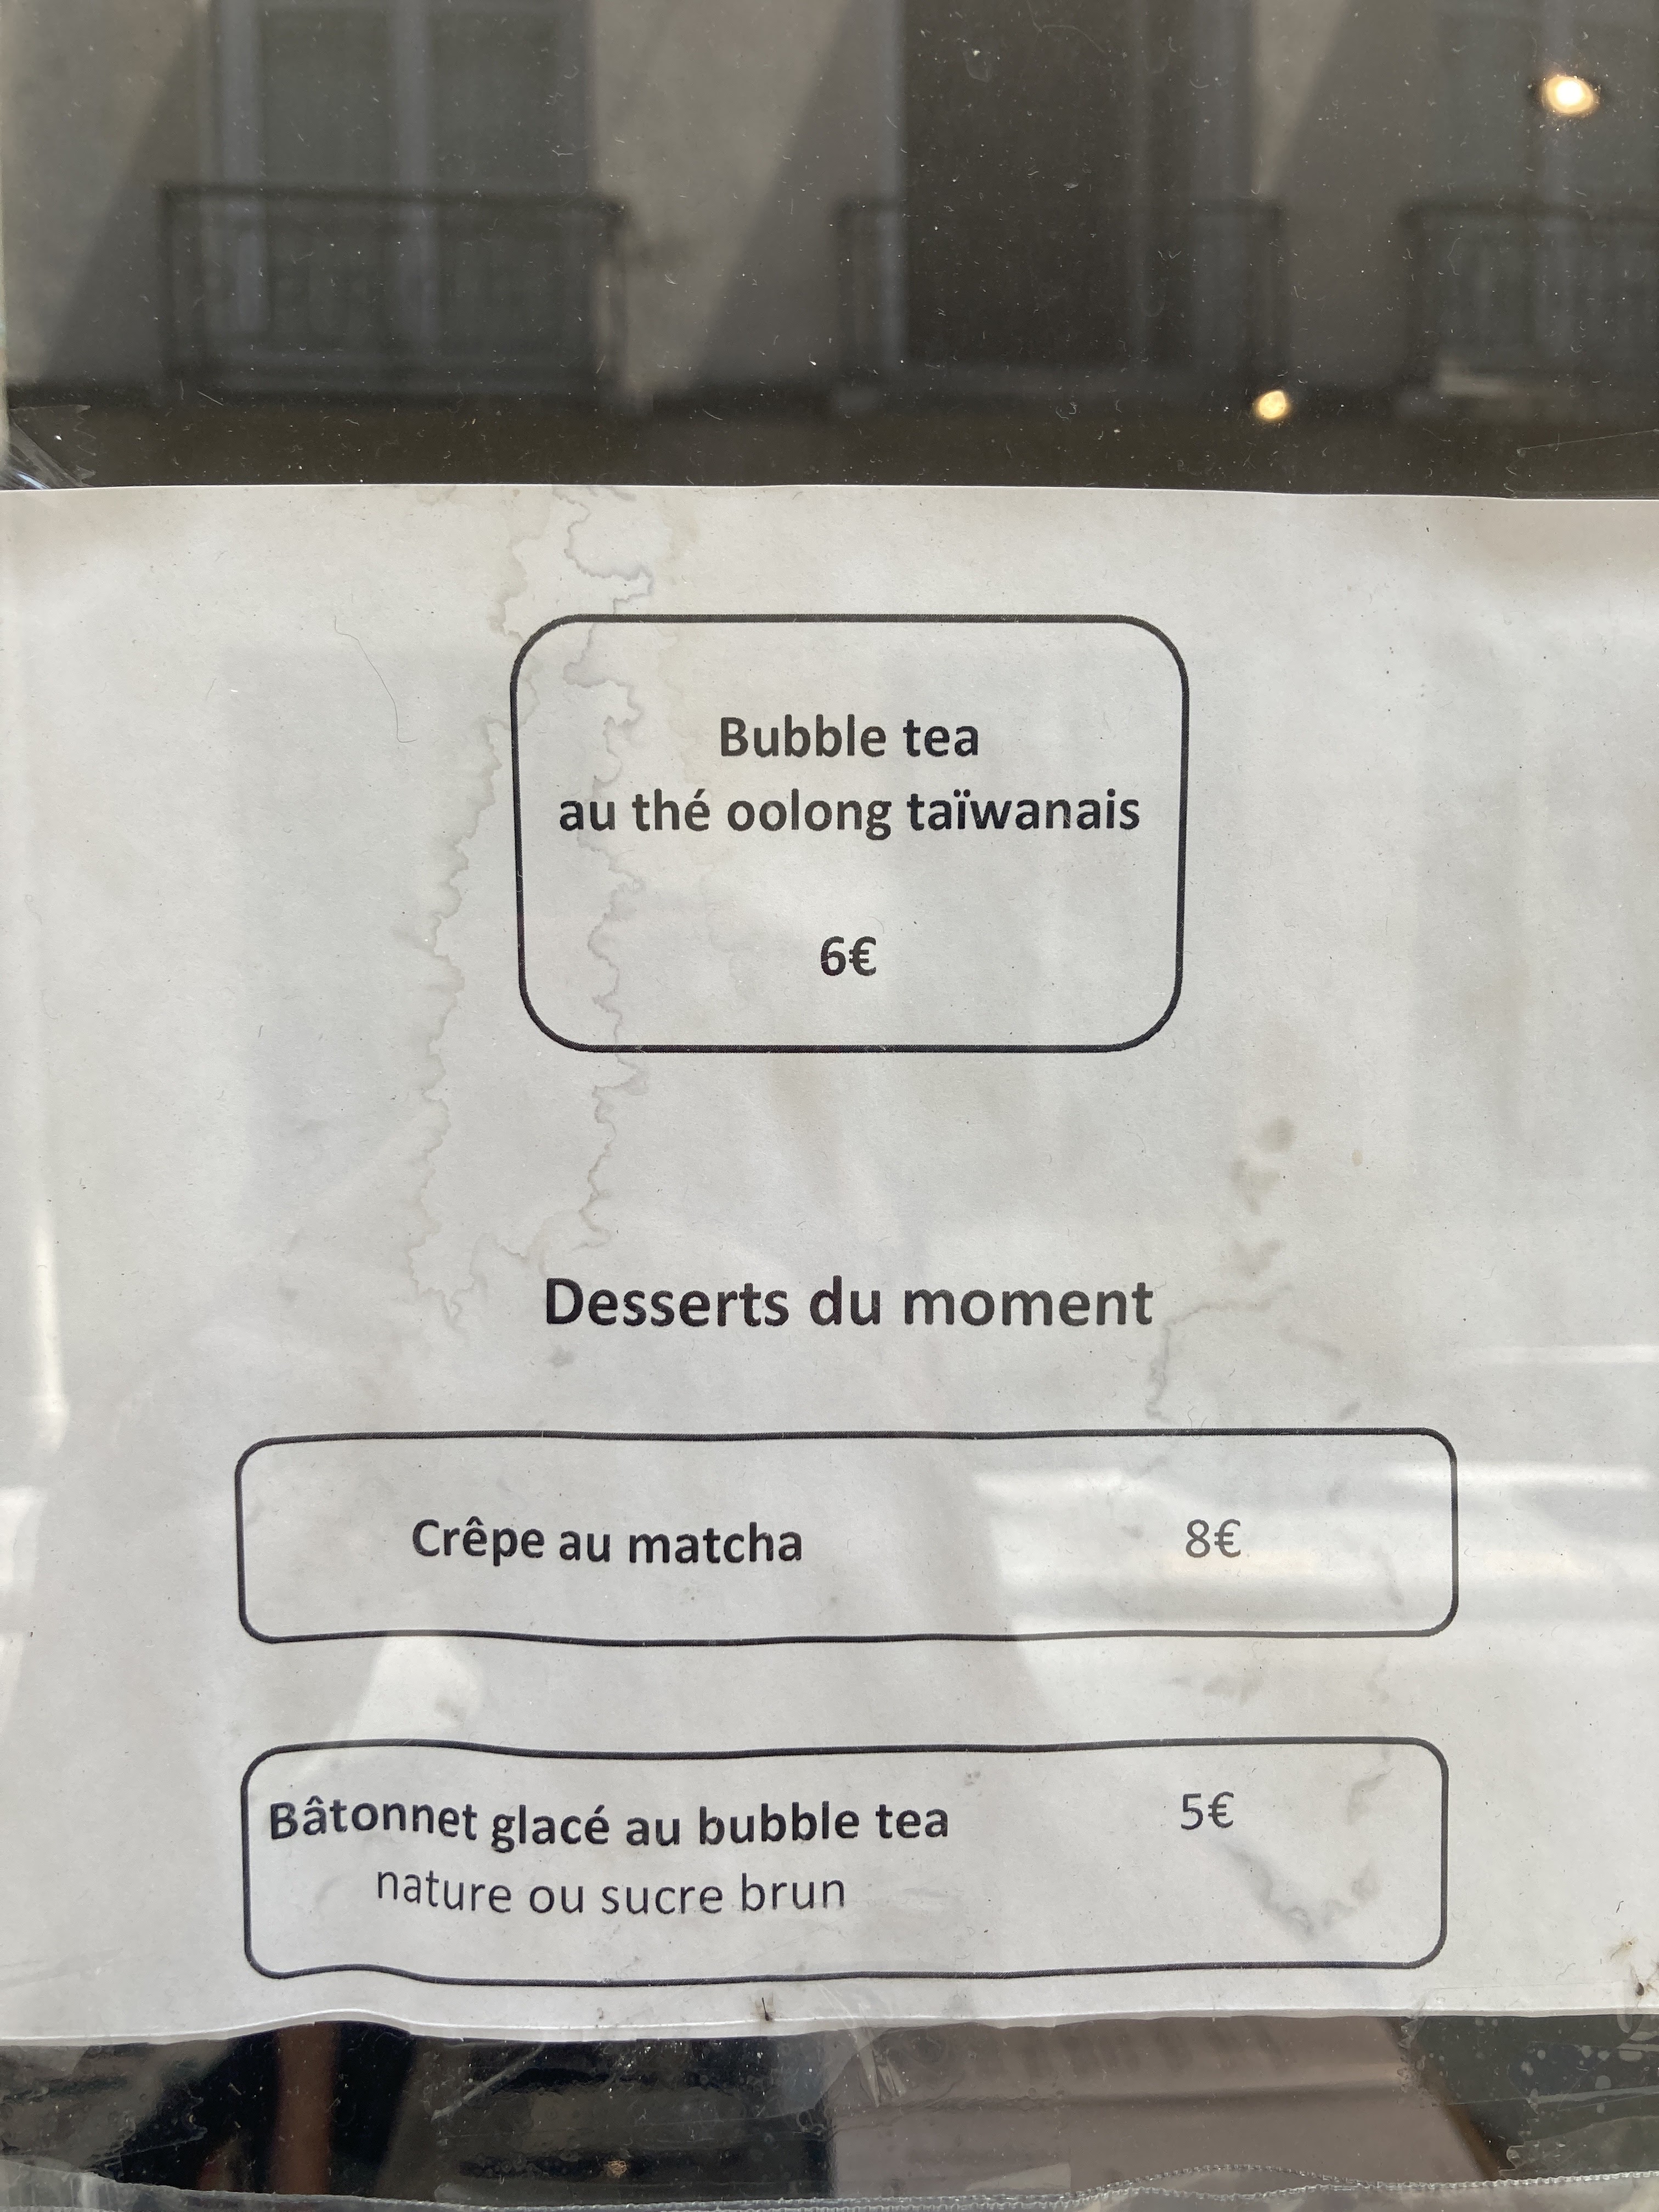 Bubble tea
au thé oolong taïwanais
6€
Desserts du moment
Crêpe au matcha 8€
Bâtonnet glacé au bubble tea 5€
nature ou sucre brun